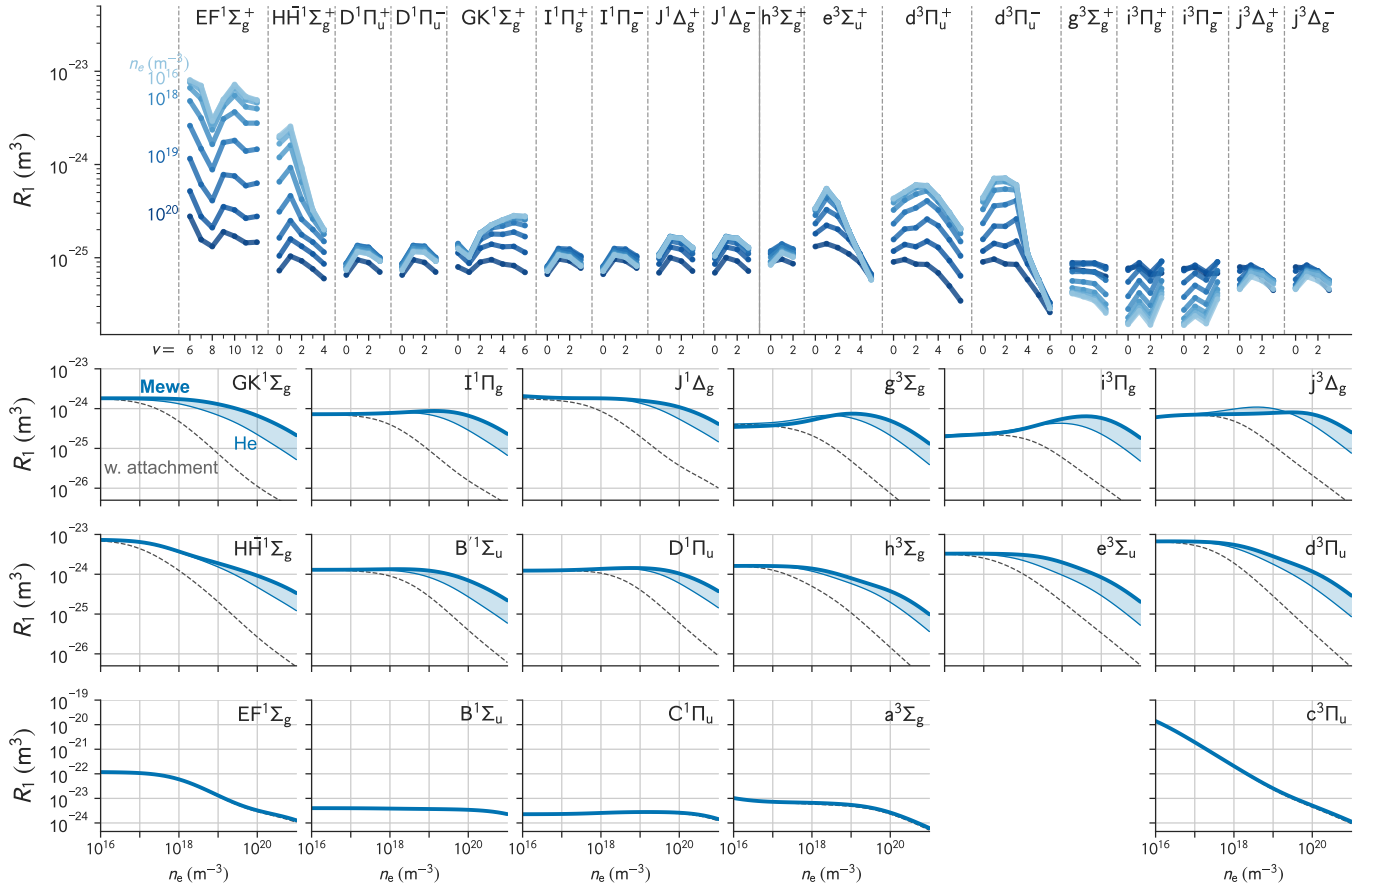 EF¹Σg⁺ HH̄¹Σg⁺ D¹Πu⁺ D¹Πu⁻ GK¹Σg⁺ I¹Πg⁺ I¹Πg⁻ J¹Δg⁺ J¹Δg⁻ h³Σg⁺ e³Σu⁺ d³Πu⁺ d³Πu⁻ g³Σg⁺ i³Πg⁺ i³Πg⁻ j³Δg⁺ j³Δg⁻
10⁻²³
nₑ (m⁻³)
10¹⁶
10¹⁸
10⁻²⁴
10¹⁹
10²⁰
10⁻²⁵
R₁ (m³)
v= 6 8 10 12 0 2 4 0 2 0 2 0 2 4 6 0 2 0 2 0 2 0 2 0 2 0 2 4 0 2 4 6 0 2 4 6 0 2 0 2 0 2 0 2 0 2
10⁻²³
10⁻²⁴
10⁻²⁵
10⁻²⁶
R₁ (m³)
Mewe
He
w. attachment
GK¹Σg I¹Πg J¹Δg g³Σg i³Πg j³Δg
10⁻²³
10⁻²⁴
10⁻²⁵
10⁻²⁶
R₁ (m³)
HH̄¹Σg B′¹Σu D¹Πu h³Σg e³Σu d³Πu
10⁻¹⁹
10⁻²⁰
10⁻²¹
10⁻²²
10⁻²³
10⁻²⁴
R₁ (m³)
EF¹Σg B¹Σu C¹Πu a³Σg c³Πu
10¹⁶ 10¹⁸ 10²⁰ 10¹⁶ 10¹⁸ 10²⁰ 10¹⁶ 10¹⁸ 10²⁰ 10¹⁶ 10¹⁸ 10²⁰ 10¹⁶ 10¹⁸ 10²⁰
nₑ (m⁻³) nₑ (m⁻³) nₑ (m⁻³) nₑ (m⁻³) nₑ (m⁻³)